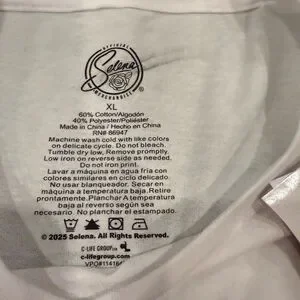 OFFICIAL
Selena
MERCHANDISE
XL
60% Cotton/Algodón
40% Polyester/Poliéster
Made in China / Hecho en China
RN# 86947
Machine wash cold with like colors
on delicate cycle. Do not bleach.
Tumble dry low, Remove promptly.
Low iron on reverse side as needed.
Do not iron print.
Lavar a máquina en agua fria con
colores similares en ciclo delicado.
No usar blanqueador. Secar en
máquina a temperatura baja. Retire
prontamente. Planchar A temperatura
baja al reverso según sea
necesario. No planchar el estampado.
© 2025 Selena. All Rights Reserved.
C-LIFE GROUP
c-lifegroup.com
VPO#11416